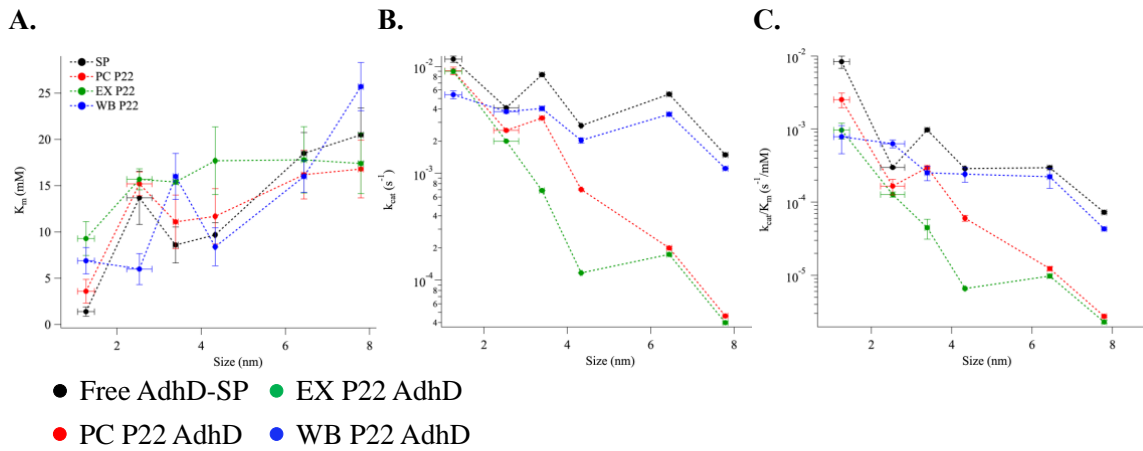 A.
B.
C.
SP
PC P22
EX P22
WB P22
25
20
15
10
5
0
K_m (mM)
2
4
6
8
Size (nm)
10^-2
8
6
4
2
10^-3
8
6
4
2
10^-4
8
6
4
k_cat (s^-1)
2
4
6
8
Size (nm)
10^-2
10^-3
10^-4
10^-5
k_cat/K_m (s^-1/mM)
2
4
6
8
Size (nm)
Free AdhD-SP
EX P22 AdhD
PC P22 AdhD
WB P22 AdhD